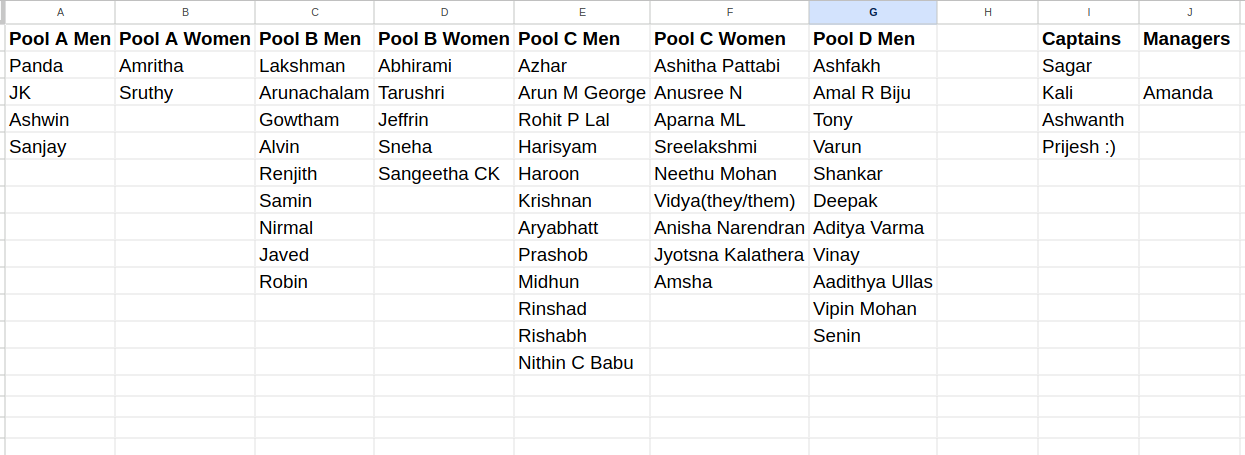 A B C D E F G H I J
Pool A Men Pool A Women Pool B Men Pool B Women Pool C Men Pool C Women Pool D Men Captains Managers
Panda Amritha Lakshman Abhirami Azhar Ashitha Pattabi Ashfakh Sagar
JK Sruthy Arunachalam Tarushri Arun M George Anusree N Amal R Biju Kali Amanda
Ashwin Gowtham Jeffrin Rohit P Lal Aparna ML Tony Ashwanth
Sanjay Alvin Sneha Harisyam Sreelakshmi Varun Prijesh :)
Renjith Sangeetha CK Haroon Neethu Mohan Shankar
Samin Krishnan Vidya(they/them) Deepak
Nirmal Aryabhatt Anisha Narendran Aditya Varma
Javed Prashob Jyotsna Kalathera Vinay
Robin Midhun Amsha Aadithya Ullas
Rinshad Vipin Mohan
Rishabh Senin
Nithin C Babu